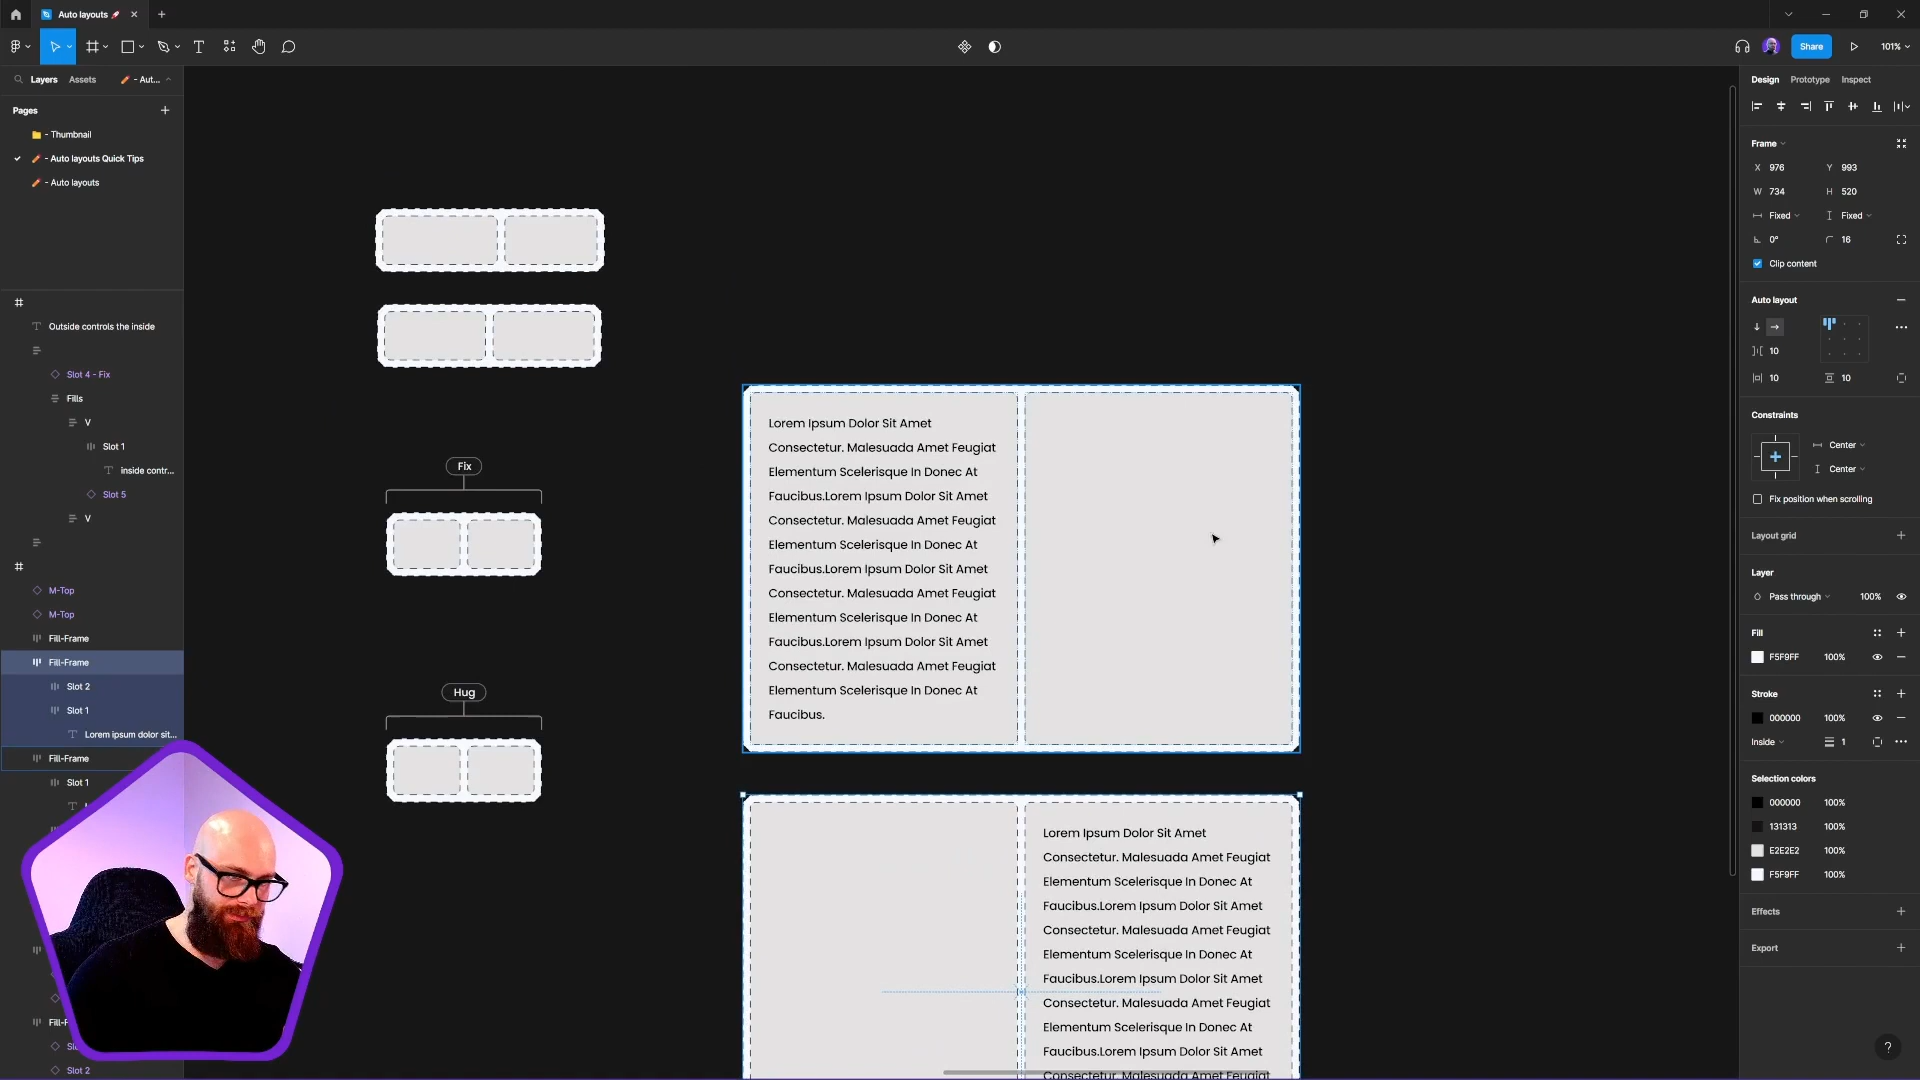 Auto layouts
Share
101%
Layers
Assets
- Aut...
Pages
- Thumbnail
- Auto layouts Quick Tips
- Auto layouts
Outside controls the inside
Slot 4 - Fix
Fills
V
Slot 1
inside contr...
Slot 5
V
M-Top
M-Top
Fill-Frame
Fill-Frame
Slot 2
Slot 1
Lorem ipsum dolor sit...
Fill-Frame
Slot 1
Slot 2
Fix
Hug
Lorem Ipsum Dolor Sit Amet
Consectetur. Malesuada Amet Feugiat
Elementum Scelerisque In Donec At
Faucibus.Lorem Ipsum Dolor Sit Amet
Consectetur. Malesuada Amet Feugiat
Elementum Scelerisque In Donec At
Faucibus.Lorem Ipsum Dolor Sit Amet
Consectetur. Malesuada Amet Feugiat
Elementum Scelerisque In Donec At
Faucibus.Lorem Ipsum Dolor Sit Amet
Consectetur. Malesuada Amet Feugiat
Elementum Scelerisque In Donec At
Faucibus.
Lorem Ipsum Dolor Sit Amet
Consectetur. Malesuada Amet Feugiat
Elementum Scelerisque In Donec At
Faucibus.Lorem Ipsum Dolor Sit Amet
Consectetur. Malesuada Amet Feugiat
Elementum Scelerisque In Donec At
Faucibus.Lorem Ipsum Dolor Sit Amet
Consectetur. Malesuada Amet Feugiat
Elementum Scelerisque In Donec At
Faucibus.Lorem Ipsum Dolor Sit Amet
Consectetur. Malesuada Amet Feugiat
Design Prototype Inspect
Frame
X 976 Y 993
W 734 H 520
Fixed Fixed
0° 16
Clip content
Auto layout
10
10 10
Constraints
Center
Center
Fix position when scrolling
Layout grid
Layer
Pass through 100%
Fill
F5F9FF 100%
Stroke
000000 100%
Inside 1
Selection colors
000000 100%
131313 100%
E2E2E2 100%
F5F9FF 100%
Effects
Export
?